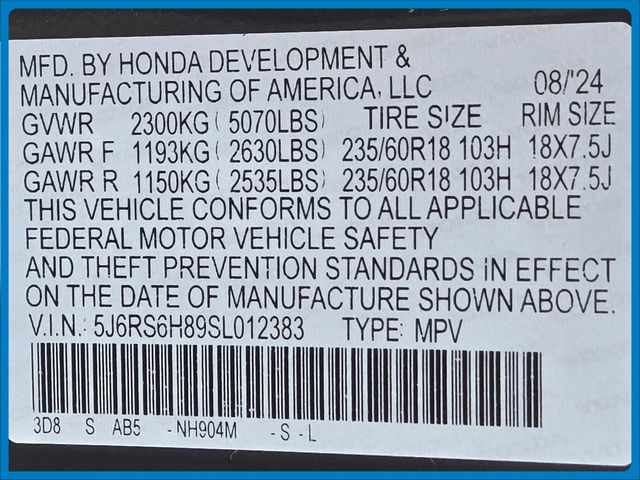 MFD. BY HONDA DEVELOPMENT &
MANUFACTURING OF AMERICA, LLC 08/'24
GVWR 2300KG ( 5070LBS) TIRE SIZE RIM SIZE
GAWR F 1193KG ( 2630LBS) 235/60R18 103H 18X7.5J
GAWR R 1150KG ( 2535LBS) 235/60R18 103H 18X7.5J
THIS VEHICLE CONFORMS TO ALL APPLICABLE
FEDERAL MOTOR VEHICLE SAFETY
AND THEFT PREVENTION STANDARDS IN EFFECT
ON THE DATE OF MANUFACTURE SHOWN ABOVE.
V.I.N.: 5J6RS6H89SL012383 TYPE: MPV
3D8 S AB5 - NH904M - S - L